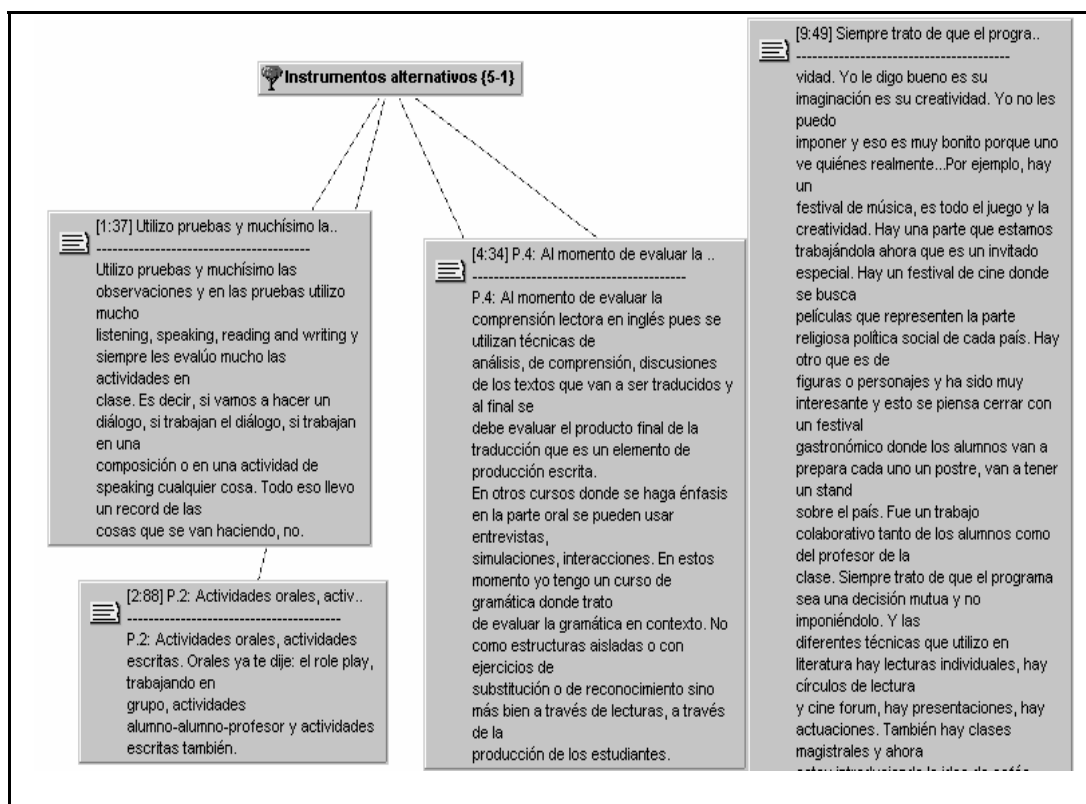 Instrumentos alternativos {5-1}
[1:37] Utilizo pruebas y muchísimo la..
----------------------------------------
Utilizo pruebas y muchísimo las
observaciones y en las pruebas utilizo
mucho
listening, speaking, reading and writing y
siempre les evalúo mucho las
actividades en
clase. Es decir, si vamos a hacer un
diálogo, si trabajan el diálogo, si trabajan
en una
composición o en una actividad de
speaking cualquier cosa. Todo eso llevo
un record de las
cosas que se van haciendo, no.
[2:88] P.2: Actividades orales, activ..
----------------------------------------
P.2: Actividades orales, actividades
escritas. Orales ya te dije: el role play,
trabajando en
grupo, actividades
alumno-alumno-profesor y actividades
escritas también.
[4:34] P.4: Al momento de evaluar la ..
----------------------------------------
P.4: Al momento de evaluar la
comprensión lectora en inglés pues se
utilizan técnicas de
análisis, de comprensión, discusiones
de los textos que van a ser traducidos y
al final se
debe evaluar el producto final de la
traducción que es un elemento de
producción escrita.
En otros cursos donde se haga énfasis
en la parte oral se pueden usar
entrevistas,
simulaciones, interacciones. En estos
momento yo tengo un curso de
gramática donde trato
de evaluar la gramática en contexto. No
como estructuras aisladas o con
ejercicios de
substitución o de reconocimiento sino
más bien a través de lecturas, a través
de la
producción de los estudiantes.
[9:49] Siempre trato de que el progra..
----------------------------------------
vidad. Yo le digo bueno es su
imaginación es su creatividad. Yo no les
puedo
imponer y eso es muy bonito porque uno
ve quiénes realmente...Por ejemplo, hay
un
festival de música, es todo el juego y la
creatividad. Hay una parte que estamos
trabajándola ahora que es un invitado
especial. Hay un festival de cine donde
se busca
películas que representen la parte
religiosa política social de cada país. Hay
otro que es de
figuras o personajes y ha sido muy
interesante y esto se piensa cerrar con
un festival
gastronómico donde los alumnos van a
prepara cada uno un postre, van a tener
un stand
sobre el país. Fue un trabajo
colaborativo tanto de los alumnos como
del profesor de la
clase. Siempre trato de que el programa
sea una decisión mutua y no
imponiéndolo. Y las
diferentes técnicas que utilizo en
literatura hay lecturas individuales, hay
círculos de lectura
y cine forum, hay presentaciones, hay
actuaciones. También hay clases
magistrales y ahora